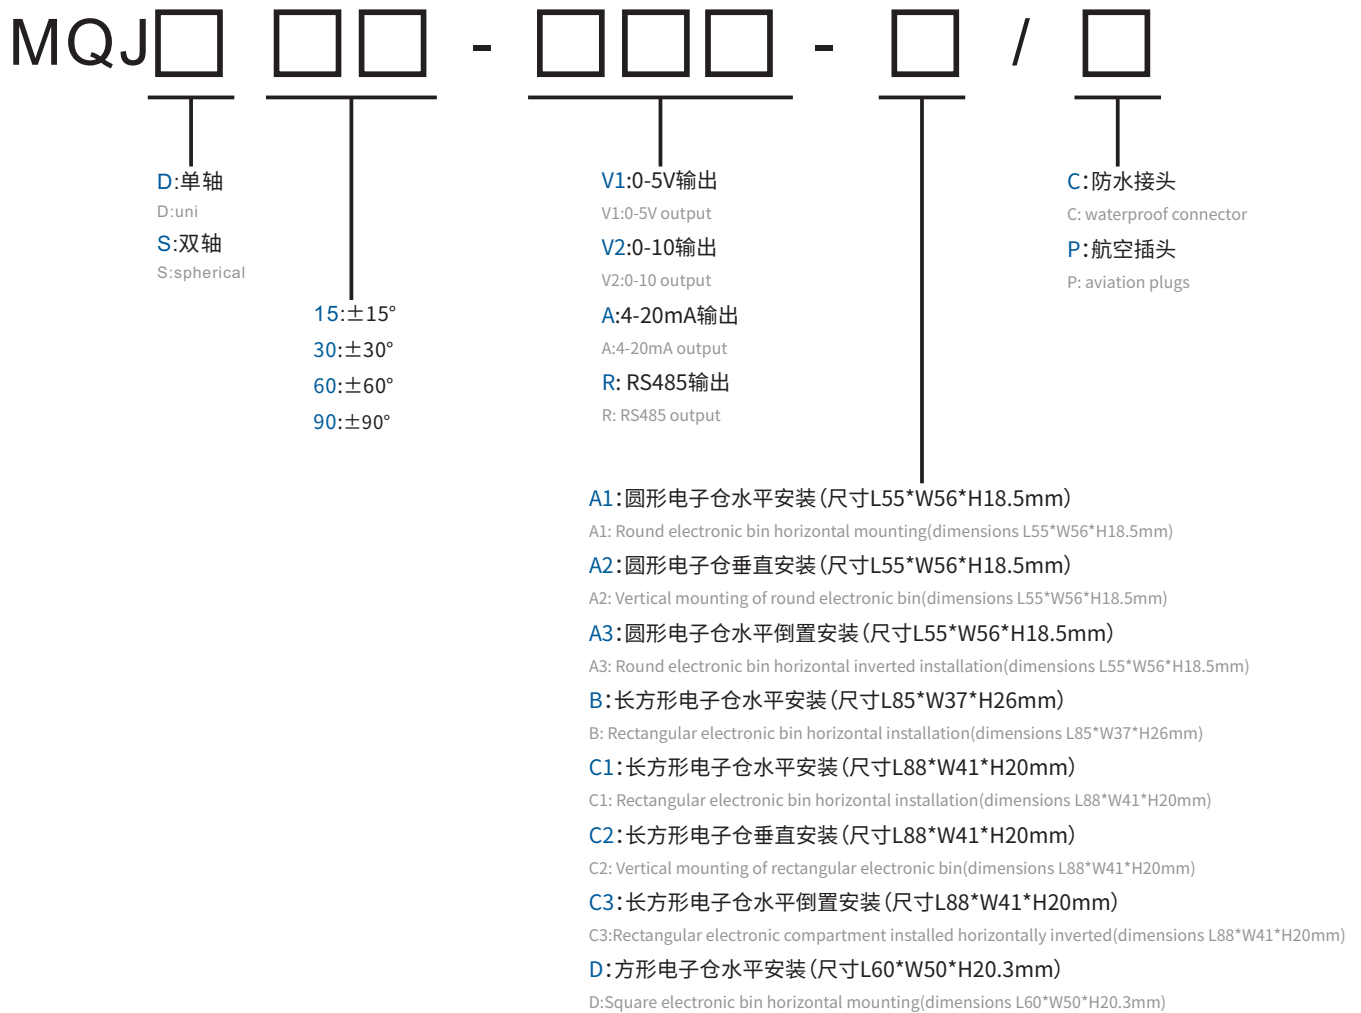 MQJ□ □□ - □□□ - □ / □
D:单轴
D:uni
S:双轴
S:spherical
15:±15°
30:±30°
60:±60°
90:±90°
V1:0-5V输出
V1:0-5V output
V2:0-10输出
V2:0-10 output
A:4-20mA输出
A:4-20mA output
R: RS485输出
R: RS485 output
C:防水接头
C: waterproof connector
P:航空插头
P: aviation plugs
A1:圆形电子仓水平安装(尺寸L55*W56*H18.5mm)
A1: Round electronic bin horizontal mounting(dimensions L55*W56*H18.5mm)
A2:圆形电子仓垂直安装(尺寸L55*W56*H18.5mm)
A2: Vertical mounting of round electronic bin(dimensions L55*W56*H18.5mm)
A3:圆形电子仓水平倒置安装(尺寸L55*W56*H18.5mm)
A3: Round electronic bin horizontal inverted installation(dimensions L55*W56*H18.5mm)
B:长方形电子仓水平安装(尺寸L85*W37*H26mm)
B: Rectangular electronic bin horizontal installation(dimensions L85*W37*H26mm)
C1:长方形电子仓水平安装(尺寸L88*W41*H20mm)
C1: Rectangular electronic bin horizontal installation(dimensions L88*W41*H20mm)
C2:长方形电子仓垂直安装(尺寸L88*W41*H20mm)
C2: Vertical mounting of rectangular electronic bin(dimensions L88*W41*H20mm)
C3:长方形电子仓水平倒置安装(尺寸L88*W41*H20mm)
C3:Rectangular electronic compartment installed horizontally inverted(dimensions L88*W41*H20mm)
D:方形电子仓水平安装(尺寸L60*W50*H20.3mm)
D:Square electronic bin horizontal mounting(dimensions L60*W50*H20.3mm)